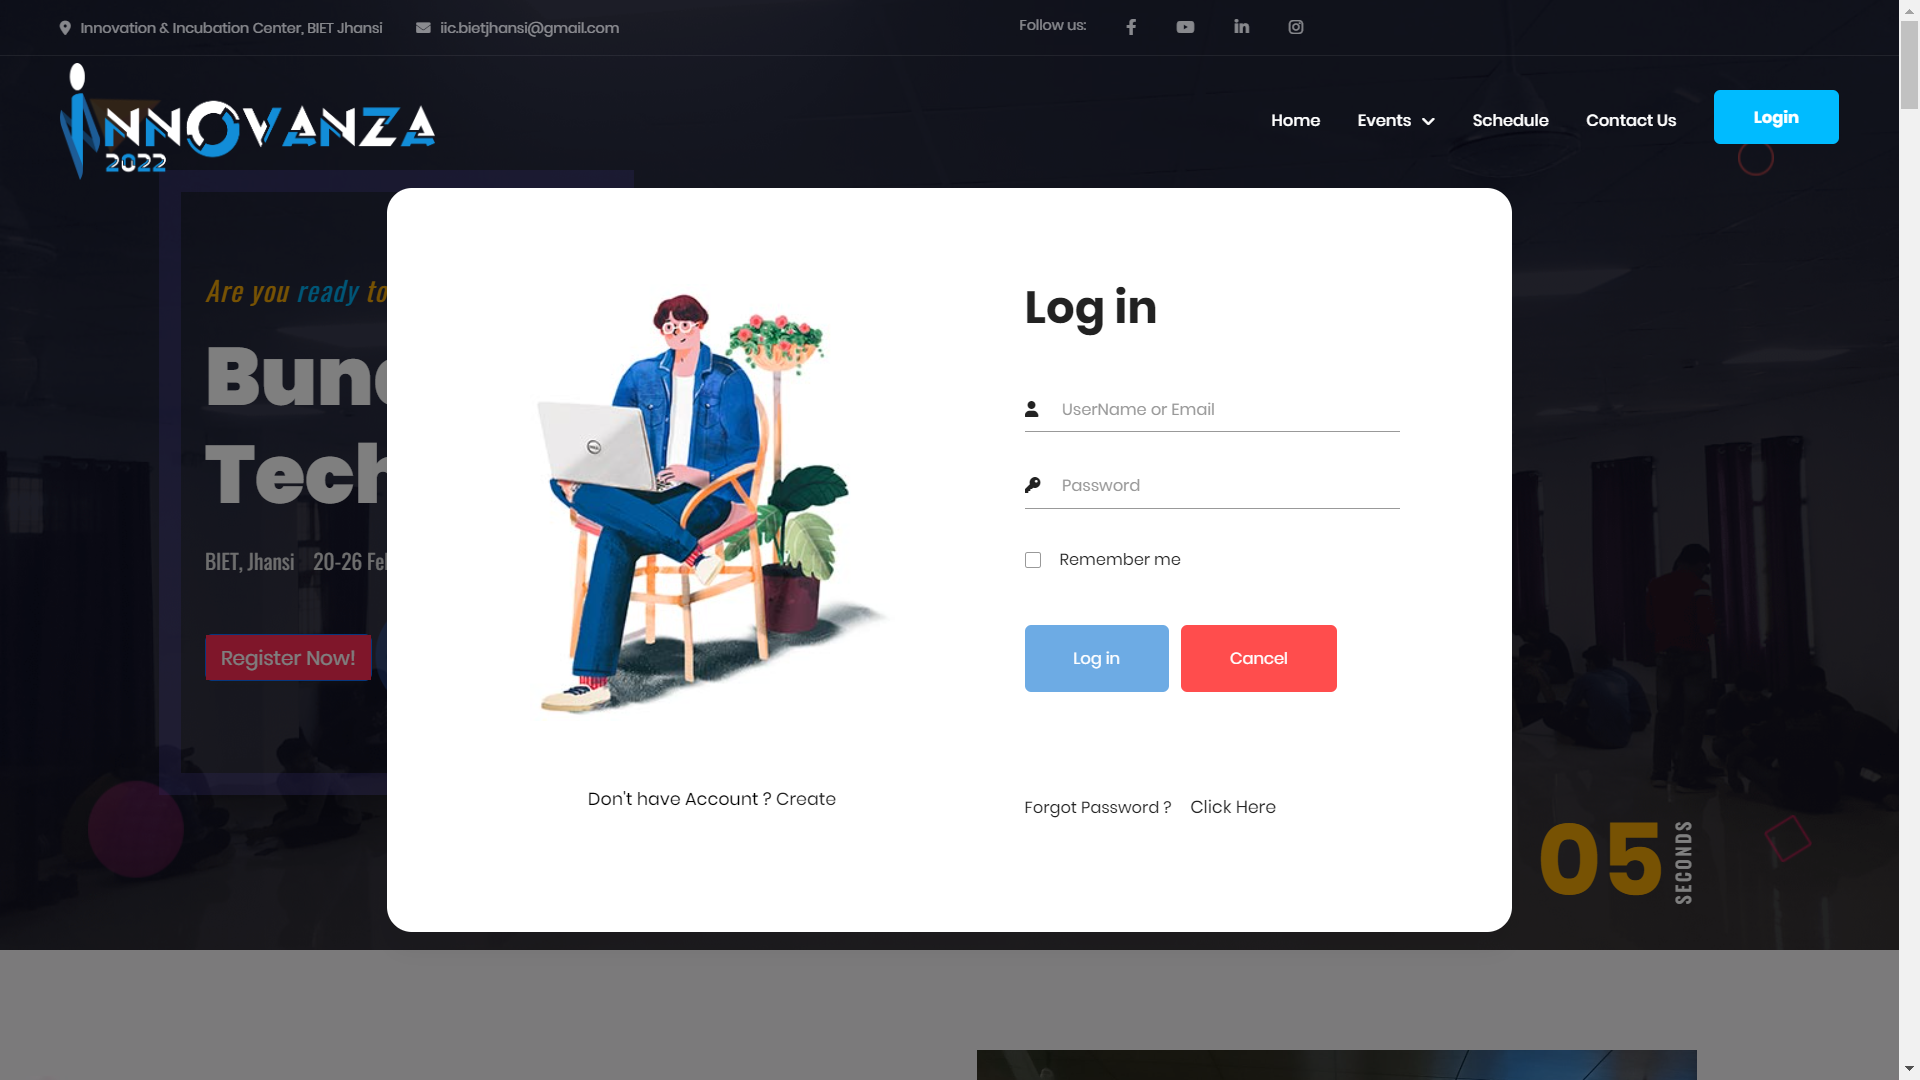 Innovation & Incubation Center, BIET Jhansi
iic.bietjhansi@gmail.com
Follow us:
INNOVANZA
2022
Home
Events
Schedule
Contact Us
Login
Are you ready to
Log in
UserName or Email
Tech
Password
BIET, Jhansi 20-26
Remember me
Register Now!
Log in
Cancel
Don't have Account ? Create
Forgot Password ? Click Here
05
SECONDS